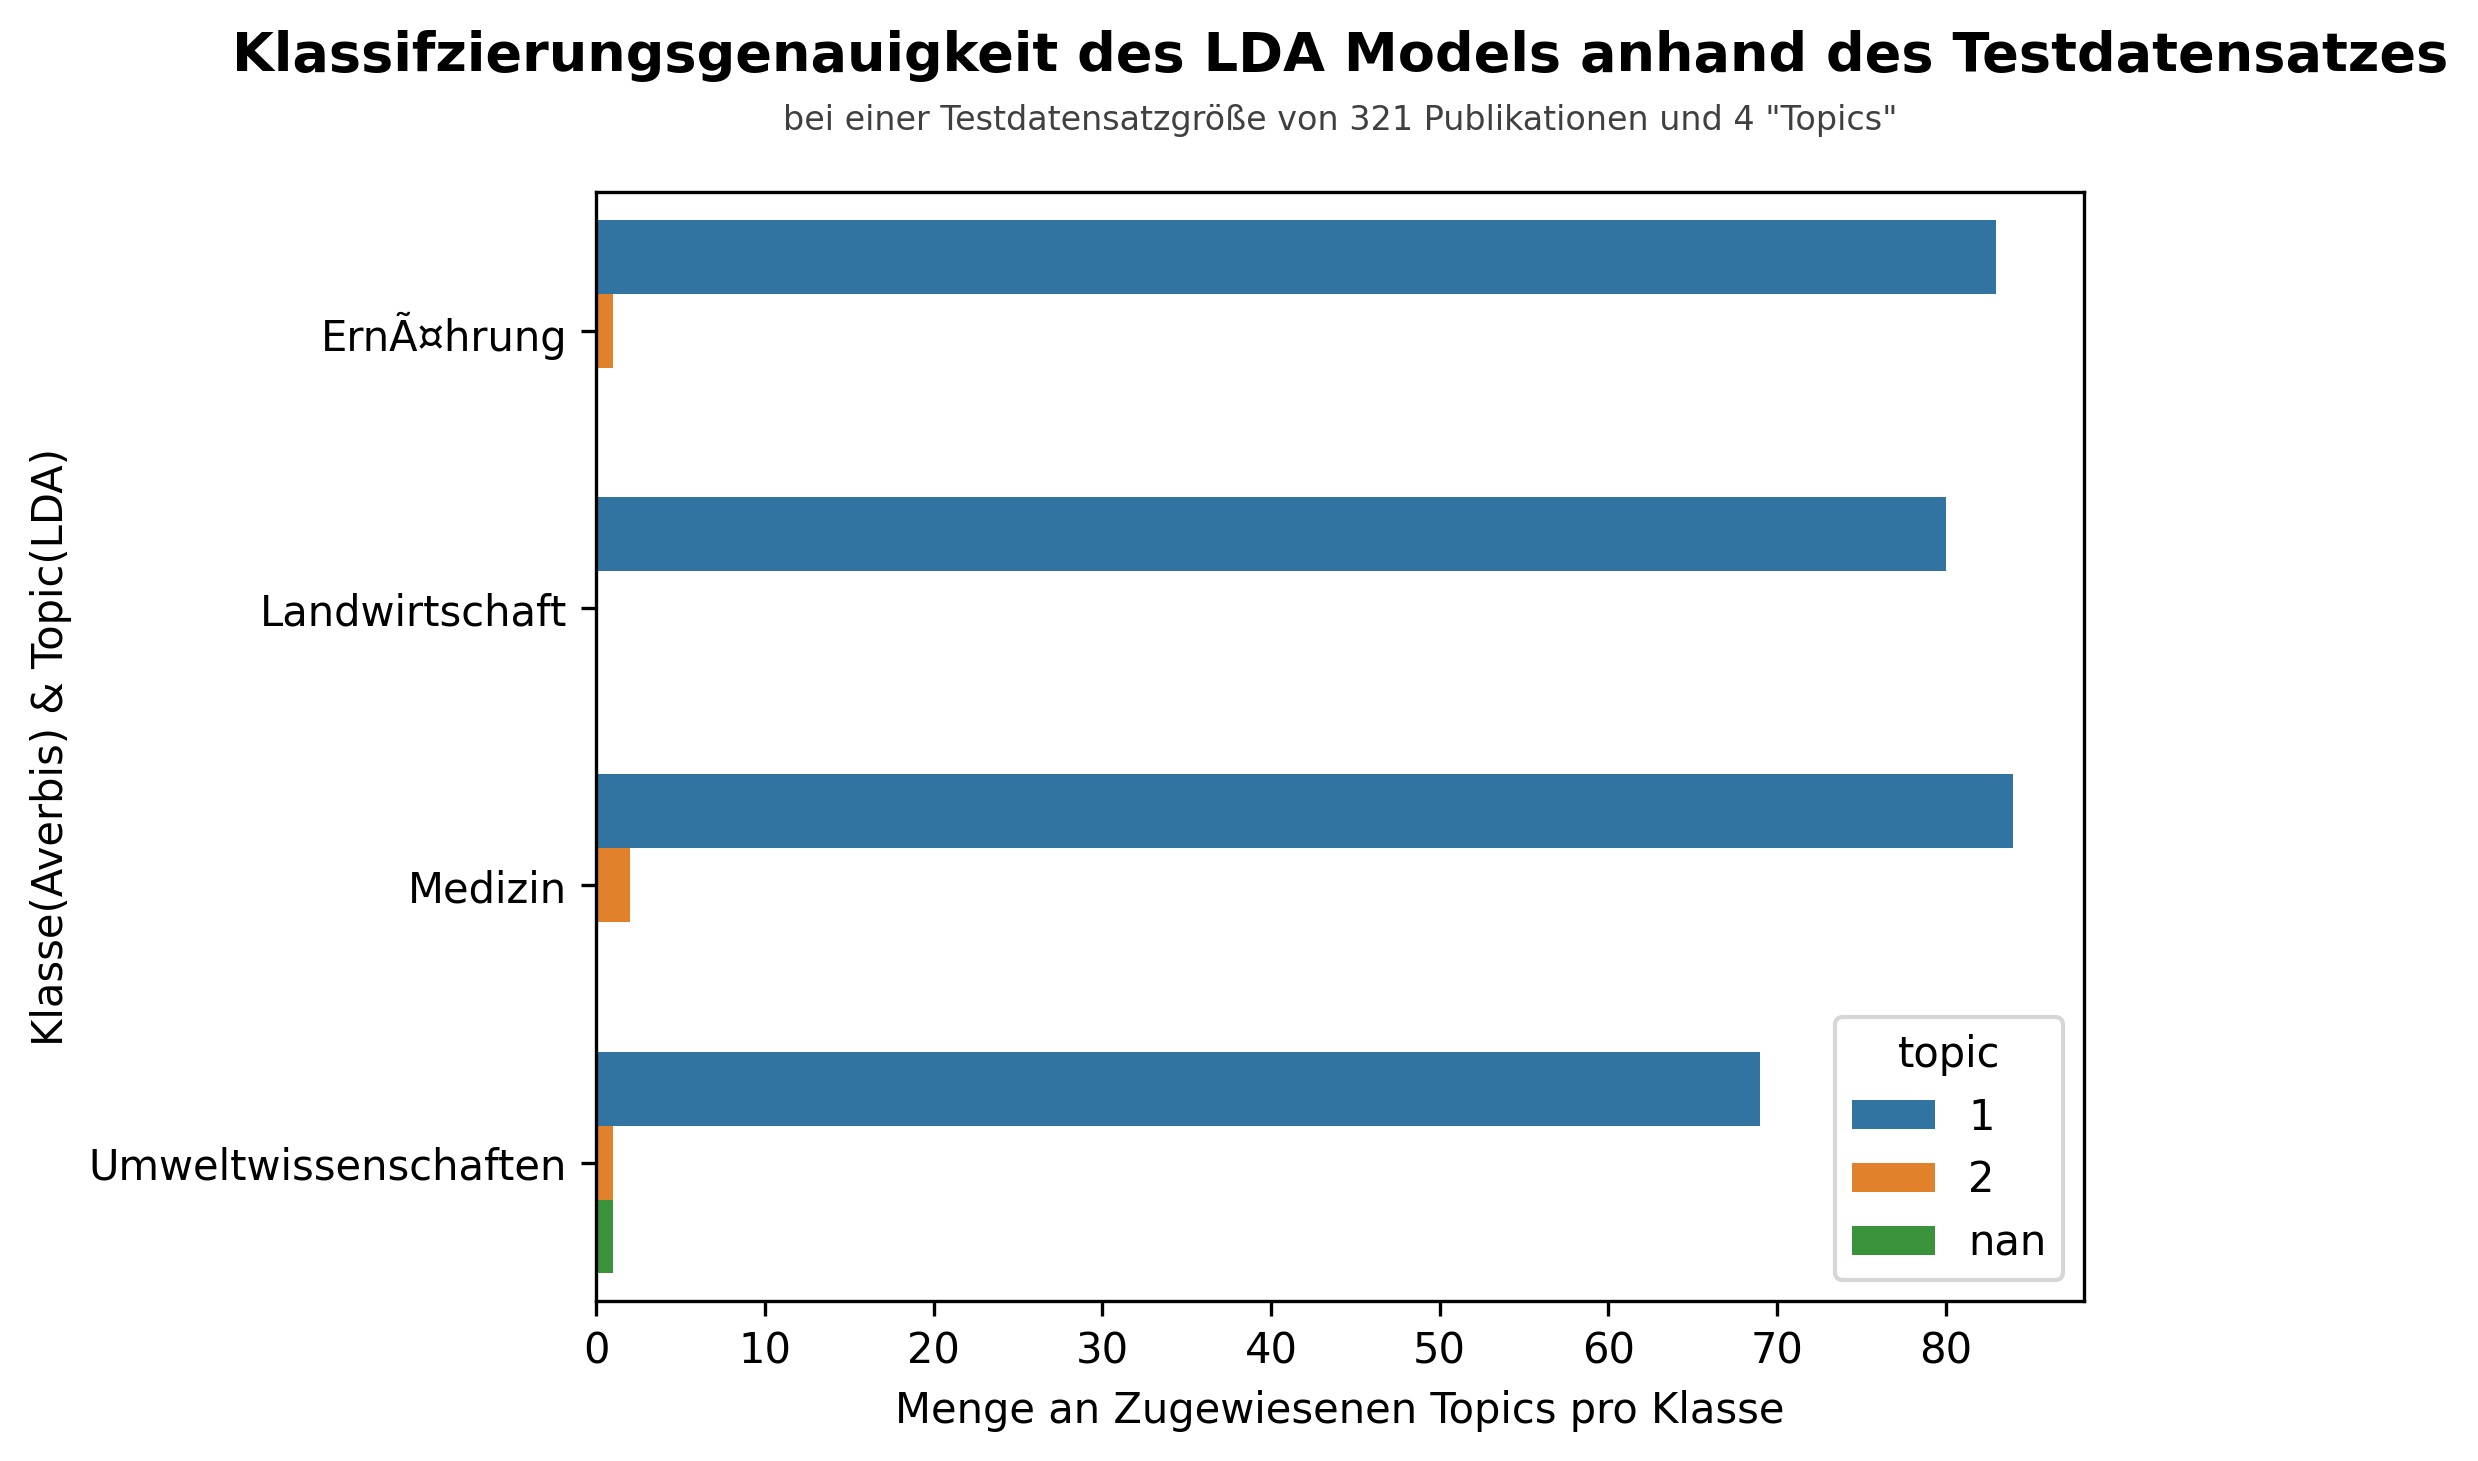 Klassifzierungsgenauigkeit des LDA Models anhand des Testdatensatzes
bei einer Testdatensatzgröße von 321 Publikationen und 4 "Topics"
Klasse(Averbis) & Topic(LDA)
ErnÃ¤hrung
Landwirtschaft
Medizin
Umweltwissenschaften
topic
1
2
nan
0 10 20 30 40 50 60 70 80
Menge an Zugewiesenen Topics pro Klasse